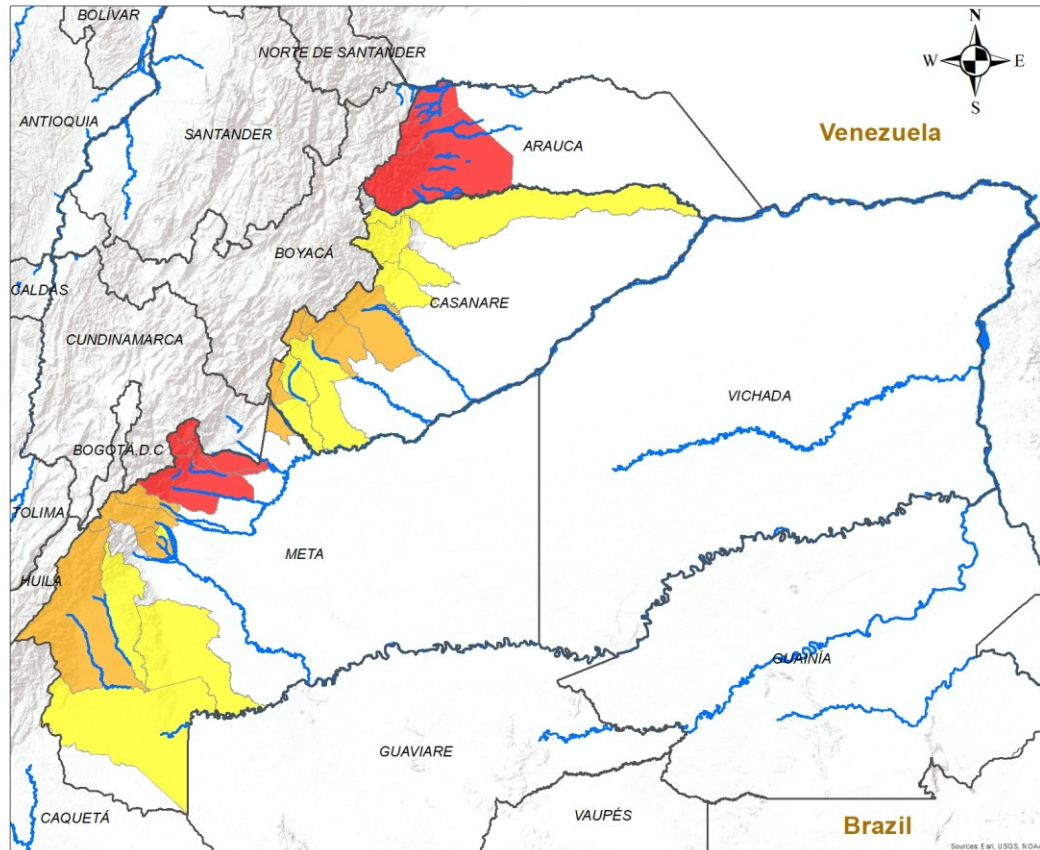 BOLÍVAR
NORTE DE SANTANDER
N
W
E
S
ANTIOQUIA
SANTANDER
ARAUCA
Venezuela
BOYACÁ
CALDAS
CASANARE
CUNDINAMARCA
VICHADA
BOGOTÁ, D.C
TOLIMA
META
HUILA
GUAINÍA
GUAVIARE
CAQUETÁ
VAUPÉS
Brazil
Sources: Esri, USGS, NOAA